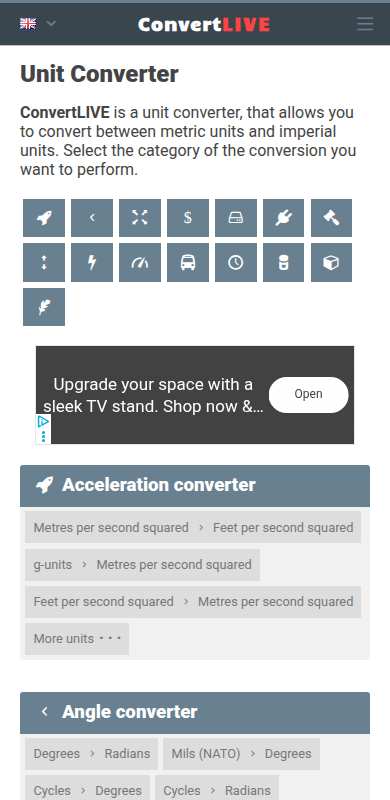 ConvertLIVE
Unit Converter
ConvertLIVE is a unit converter, that allows you
to convert between metric units and imperial
units. Select the category of the conversion you
want to perform.
Upgrade your space with a
sleek TV stand. Shop now &...
Open
Acceleration converter
Metres per second squared › Feet per second squared
g-units › Metres per second squared
Feet per second squared › Metres per second squared
More units • • •
Angle converter
Degrees › Radians
Mils (NATO) › Degrees
Cycles › Degrees
Cycles › Radians